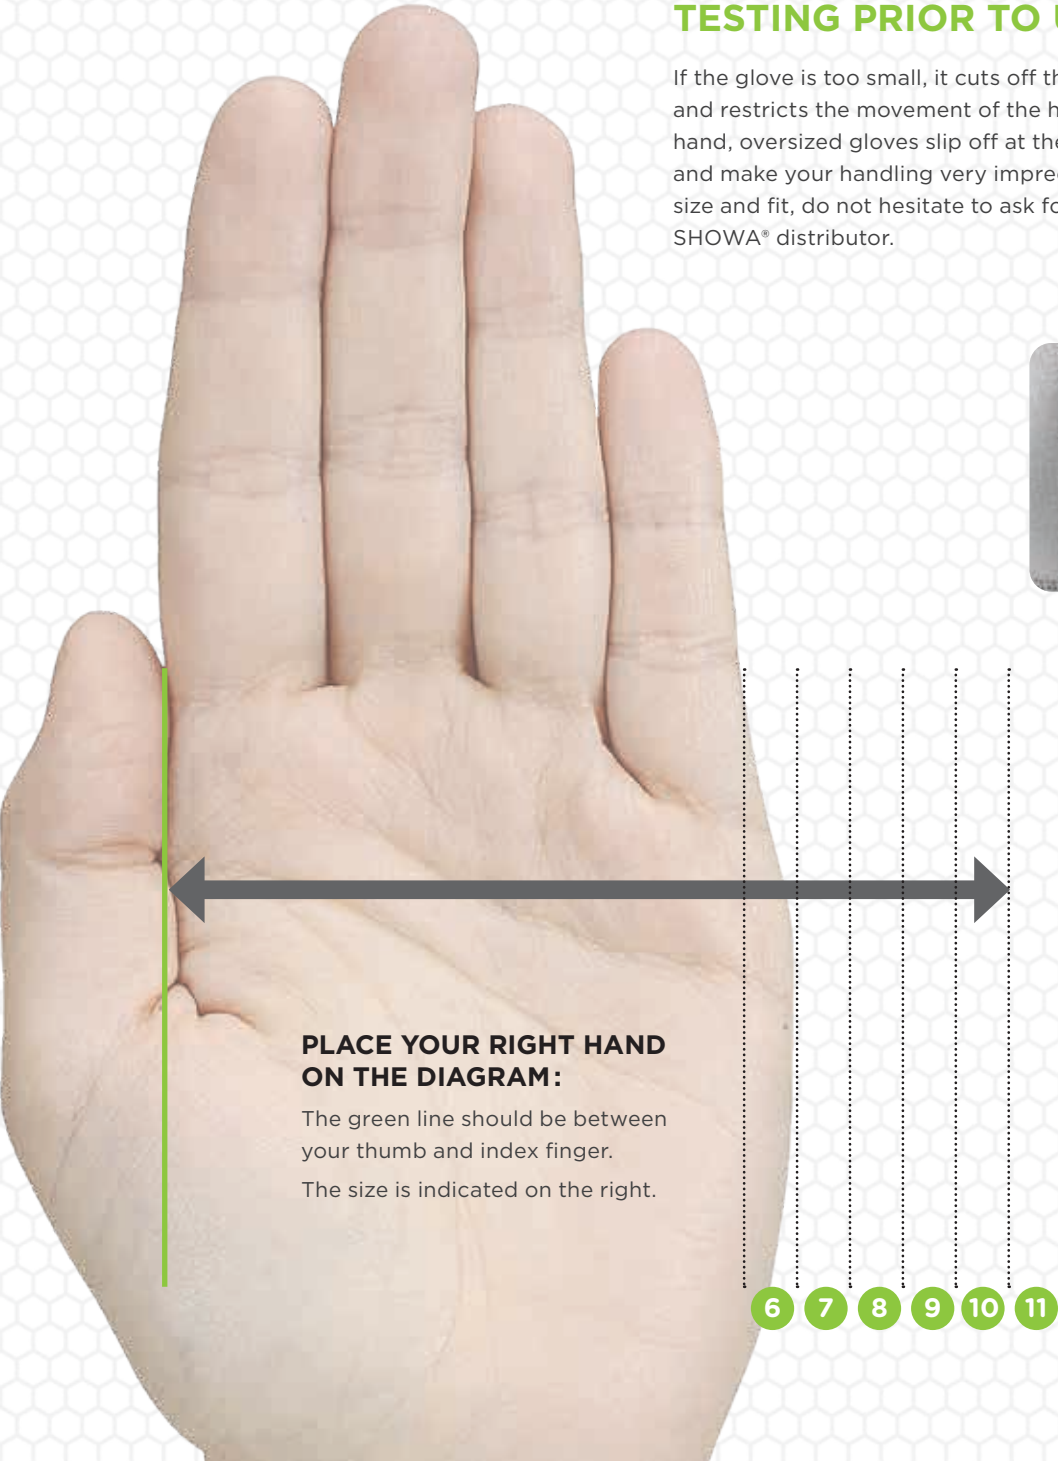 TESTING PRIOR TO
If the glove is too small, it cuts off
and restricts the movement of the
hand, oversized gloves slip off at the
and make your handling very
size and fit, do not hesitate to ask
SHOWA® distributor.
PLACE YOUR RIGHT HAND
ON THE DIAGRAM:
The green line should be between
your thumb and index finger.
The size is indicated on the right.
6 7 8 9 10 11